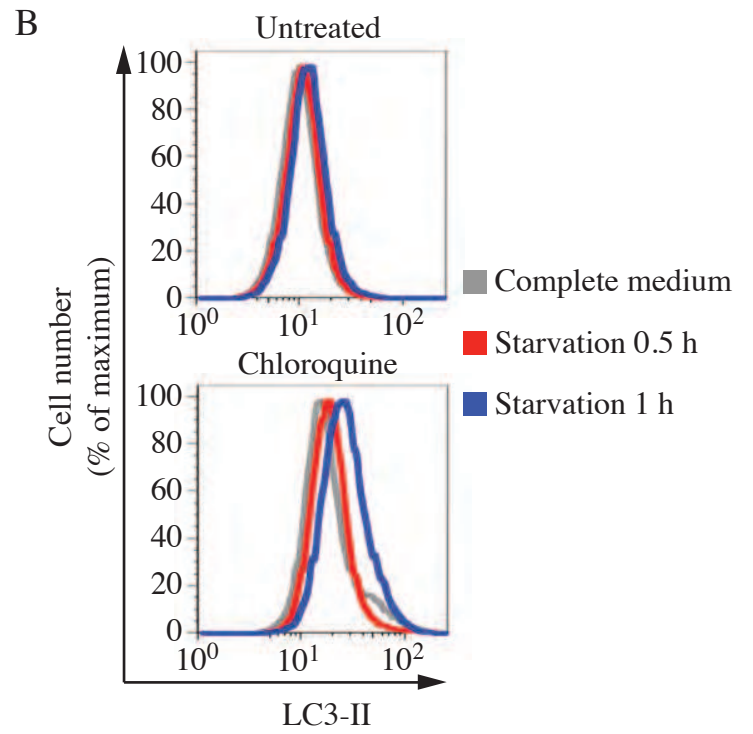 B
Untreated
100
80
60
40
20
0
10⁰ 10¹ 10²
Complete medium
Starvation 0.5 h
Starvation 1 h
Cell number
(% of maximum)
Chloroquine
100
80
60
40
20
0
10⁰ 10¹ 10²
LC3-II